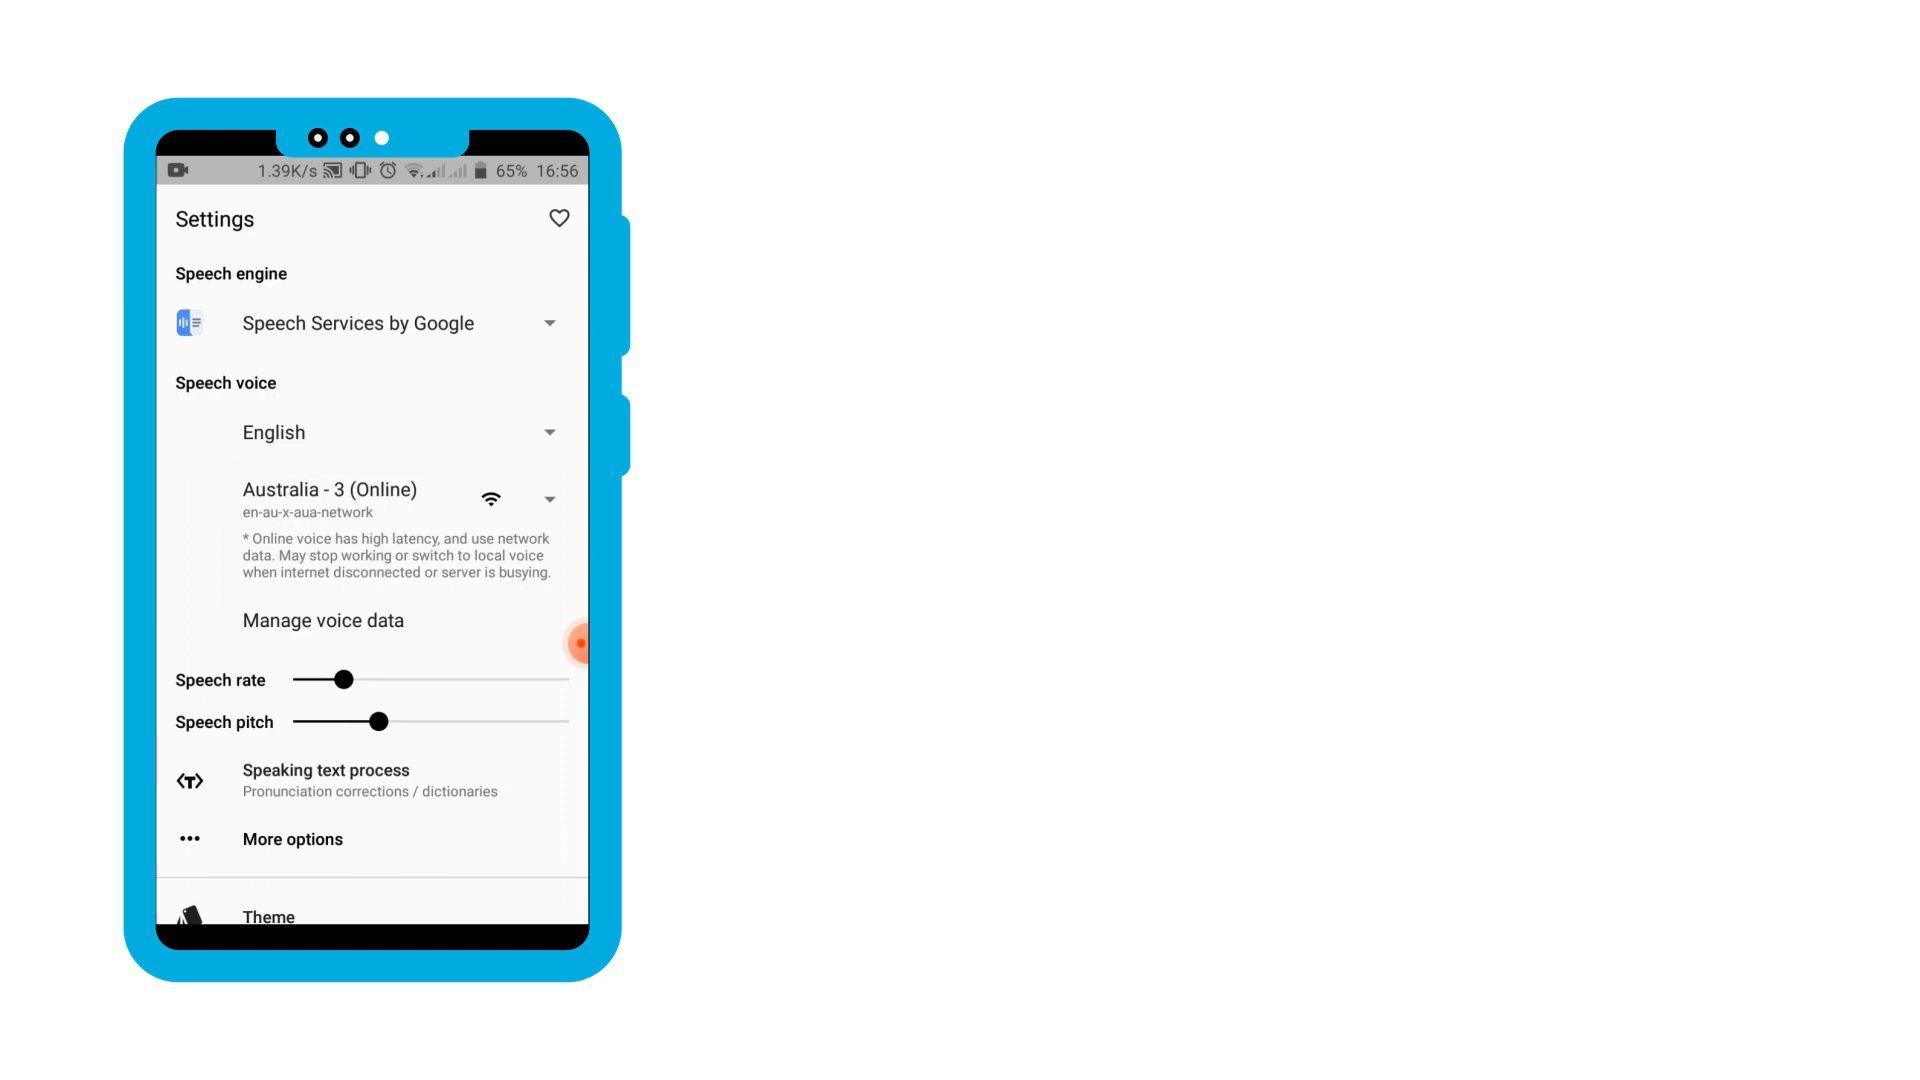 1.39K/s 65% 16:56
Settings
Speech engine
Speech Services by Google
Speech voice
English
Australia - 3 (Online)
en-au-x-aua-network
* Online voice has high latency, and use network
data. May stop working or switch to local voice
when internet disconnected or server is busying.
Manage voice data
Speech rate
Speech pitch
Speaking text process
Pronunciation corrections / dictionaries
More options
Theme